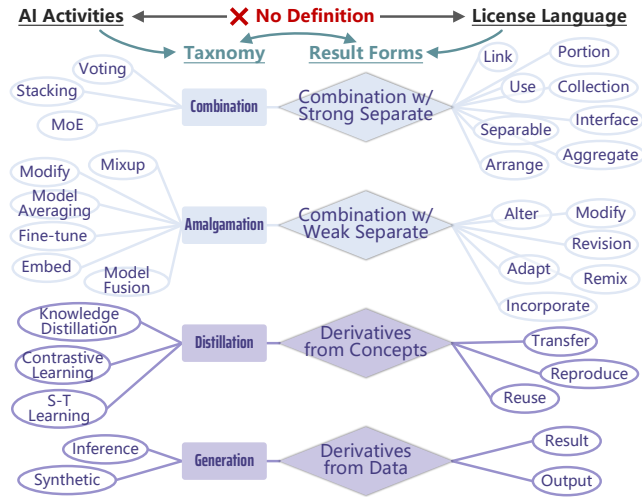 AI Activities
No Definition
License Language
Taxnomy
Result Forms
Voting
Stacking
MoE
Combination
Combination w/
Strong Separate
Link
Portion
Use
Collection
Interface
Separable
Aggregate
Arrange
Mixup
Modify
Model
Averaging
Fine-tune
Embed
Model
Fusion
Amalgamation
Combination w/
Weak Separate
Alter
Modify
Revision
Adapt
Remix
Incorporate
Knowledge
Distillation
Contrastive
Learning
S-T
Learning
Distillation
Derivatives
from Concepts
Transfer
Reproduce
Reuse
Inference
Synthetic
Generation
Derivatives
from Data
Result
Output